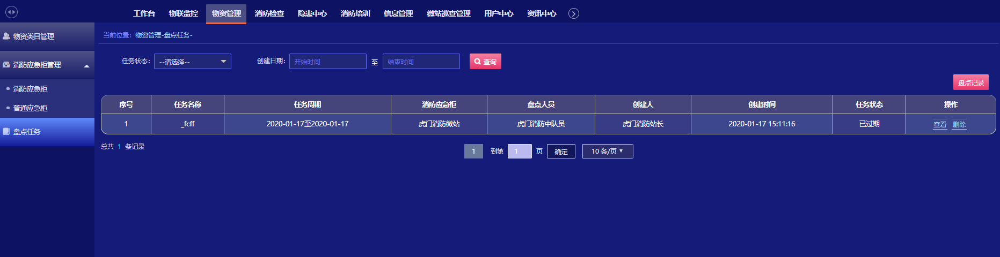 工作台 物联监控 物资管理 消防检查 隐患中心 消防培训 信息管理 微站巡查管理 用户中心 资讯中心
物资类目管理
消防应急柜管理
消防应急柜
普通应急柜
盘点任务
当前位置：物资管理-盘点任务-
任务状态： --请选择-- 创建日期： 开始时间 至 结束时间 查询
盘点记录
序号 任务名称 任务周期 消防应急柜 盘点人员 创建人 创建时间 任务状态 操作
1 _fcff 2020-01-17至2020-01-17 虎门消防微站 虎门消防中队员 虎门消防站长 2020-01-17 15:11:16 已过期 查看 删除
总共 1 条记录 1 到第 1 页 确定 10 条/页